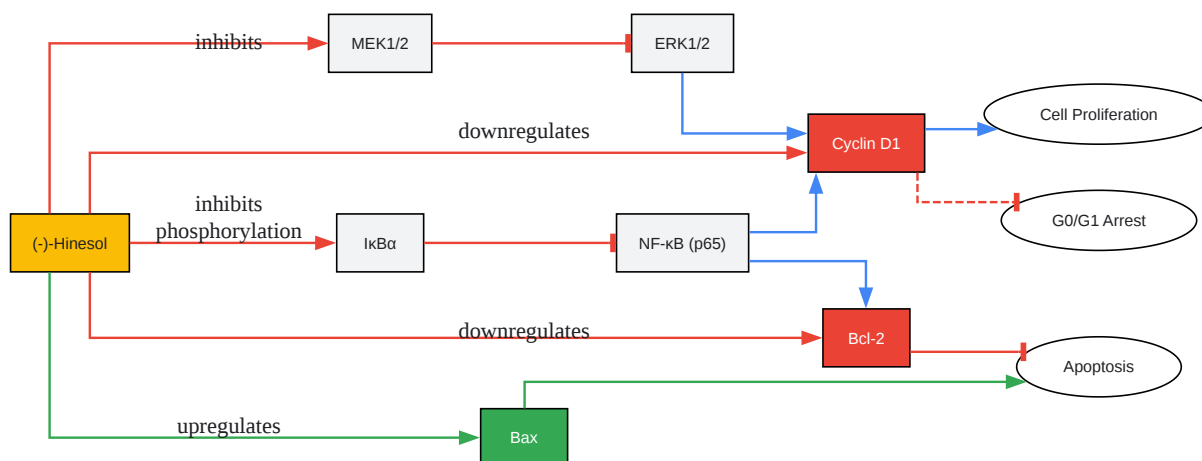 inhibits
MEK1/2
ERK1/2
Cell Proliferation
downregulates
Cyclin D1
inhibits
phosphorylation
(-)-Hinesol
IκBα
NF-κB (p65)
G0/G1 Arrest
downregulates
Bcl-2
Apoptosis
upregulates
Bax